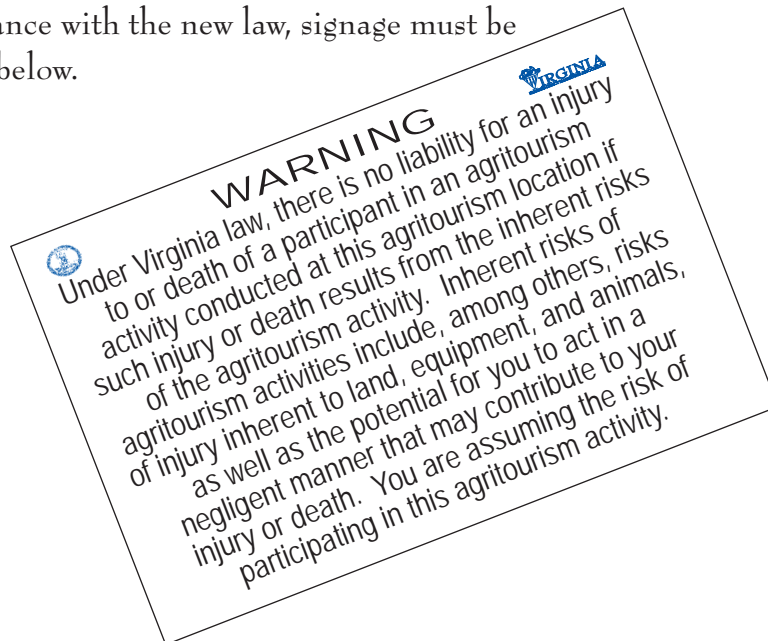 ance with the new law, signage must be
below.
VIRGINIA
WARNING
Under Virginia law, there is no liability for an injury
to or death of a participant in an agritourism
activity conducted at this agritourism location if
such injury or death results from the inherent risks
of the agritourism activity. Inherent risks of
agritourism activities include, among others, risks
of injury inherent to land, equipment, and animals,
as well as the potential for you to act in a
negligent manner that may contribute to your
injury or death. You are assuming the risk of
participating in this agritourism activity.